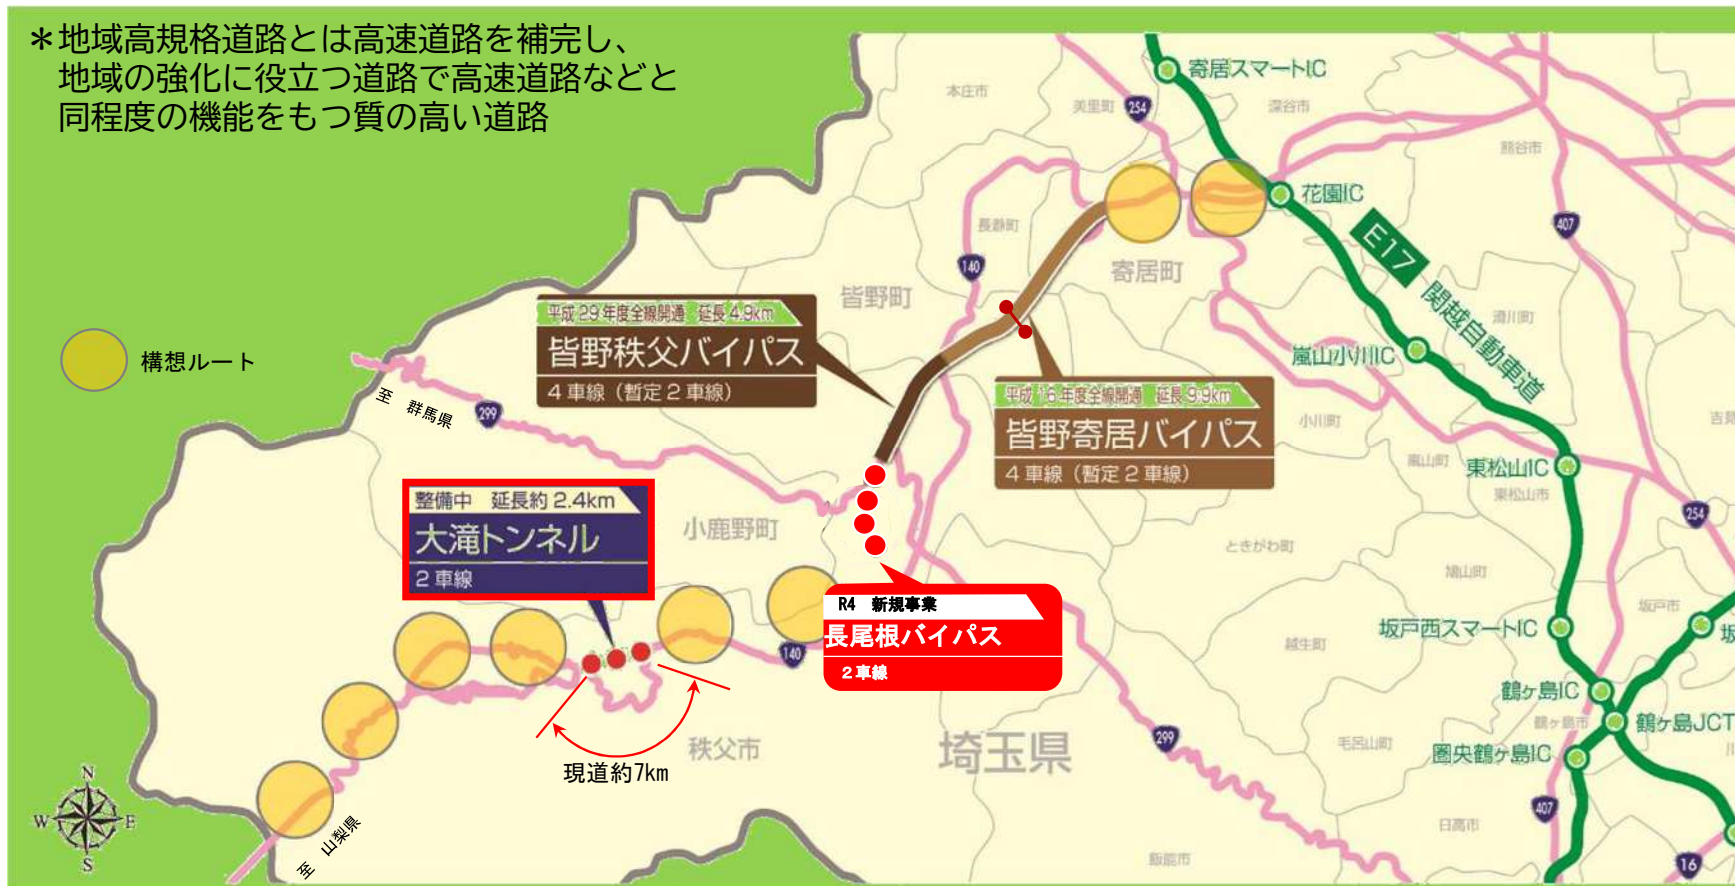 ＊地域高規格道路とは高速道路を補完し、
地域の強化に役立つ道路で高速道路などと
同程度の機能をもつ質の高い道路
寄居スマートIC
本庄市
美里町
254
深谷市
熊谷市
花園IC
407
E17
関越自動車道
長瀞町
140
寄居町
皆野町
滑川町
平成29年度全線開通 延長4.9km
皆野秩父バイパス
4車線（暫定2車線）
構想ルート
嵐山小川IC
至 群馬県
299
平成16年度全線開通 延長9.9km
皆野寄居バイパス
4車線（暫定2車線）
小川町
吉見
嵐山町
東松山IC
東松山市
254
整備中 延長約2.4km
大滝トンネル
2車線
小鹿野町
ときがわ町
鳩山町
R4 新規事業
長尾根バイパス
2車線
坂戸市
坂戸西スマートIC
坂
越生町
140
鶴ヶ島IC
鶴ヶ島市
鶴ヶ島JCT
川
秩父市
埼玉県
299
毛呂山町
圏央鶴ヶ島IC
現道約7km
407
日高市
飯能市
16
至 山梨県
N
W
E
S